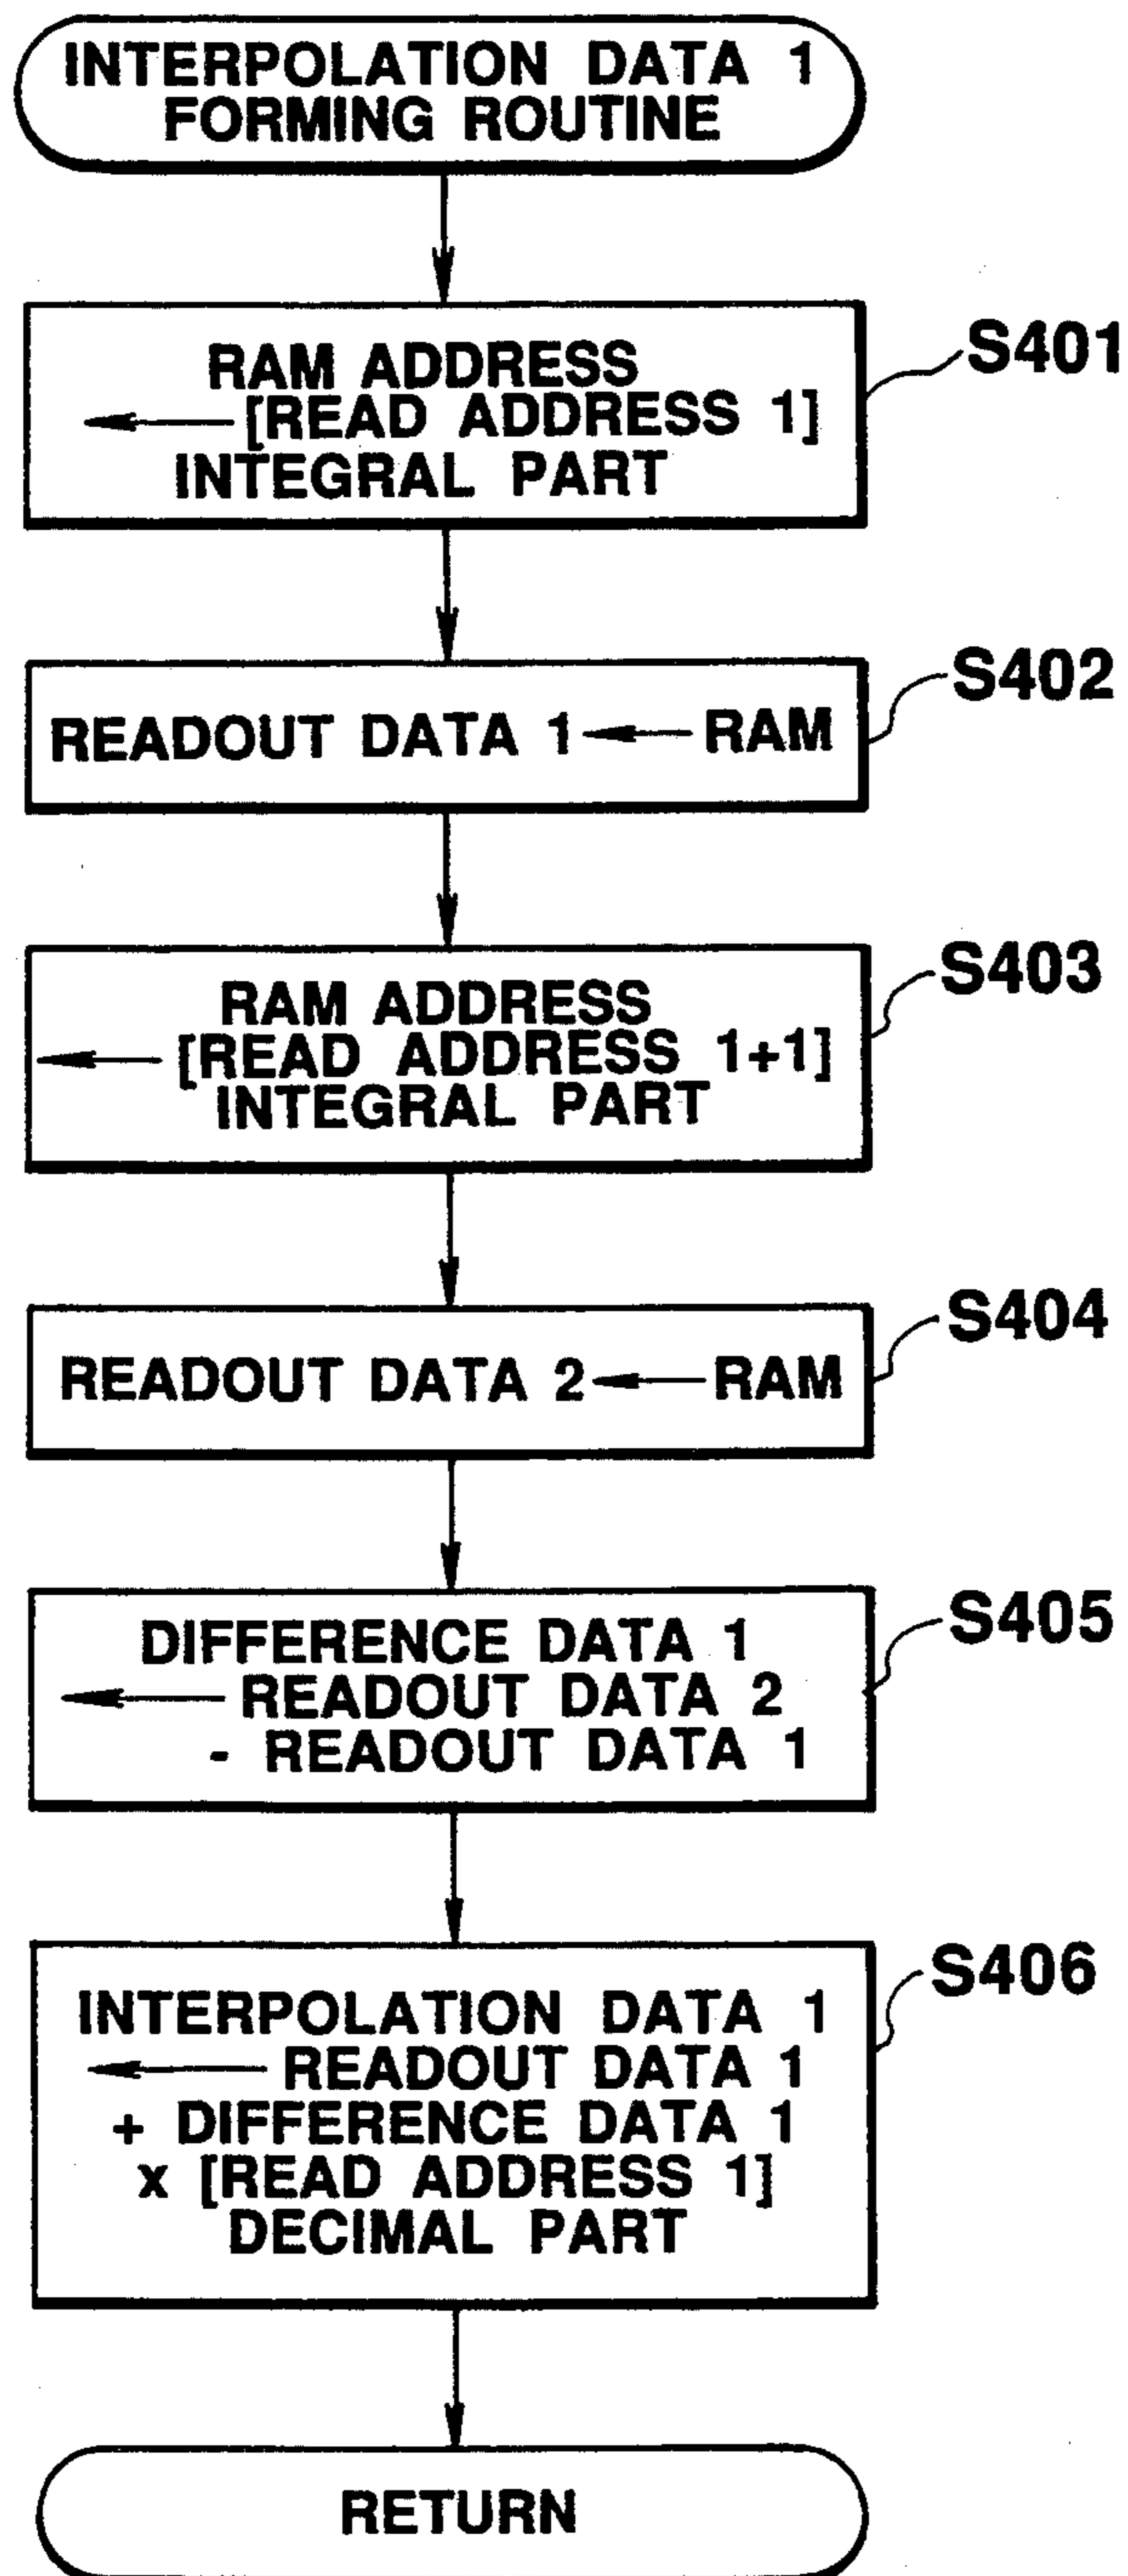 INTERPOLATION DATA 1
FORMING ROUTINE
RAM ADDRESS
← [READ ADDRESS 1]
INTEGRAL PART
S401
READOUT DATA 1 ← RAM
S402
RAM ADDRESS
← [READ ADDRESS 1+1]
INTEGRAL PART
S403
READOUT DATA 2 ← RAM
S404
DIFFERENCE DATA 1
← READOUT DATA 2
- READOUT DATA 1
S405
INTERPOLATION DATA 1
← READOUT DATA 1
+ DIFFERENCE DATA 1
x [READ ADDRESS 1]
DECIMAL PART
S406
RETURN